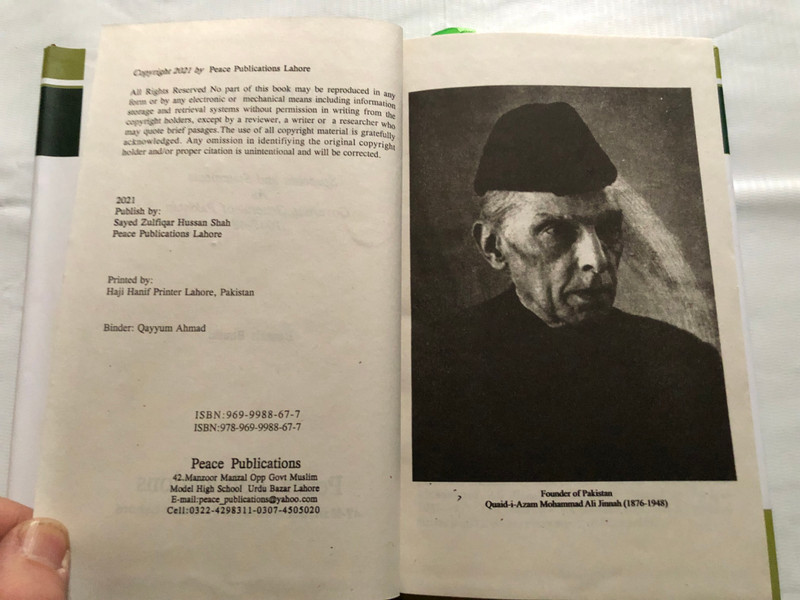 Copyright 2021 by Peace Publications Lahore
All Rights Reserved No part of this book may be reproduced in any
form or by any electronic or mechanical means including information
storage and retrieval systems without permission in writing from the
copyright holders, except by a reviewer, a writer or a researcher who
may quote brief pasages. The use of all copyright material is gratefully
acknowledged. Any omission in identifiying the original copyright
holder and/or proper citation is unintentional and will be corrected.
2021
Publish by:
Sayed Zulfiqar Hussan Shah
Peace Publications Lahore
Printed by:
Haji Hanif Printer Lahore, Pakistan
Binder: Qayyum Ahmad
ISBN:969-9988-67-7
ISBN:978-969-9988-67-7
Peace Publications
42.Manzoor Manzal Opp Govt Muslim
Model High School Urdu Bazar Lahore
E-mail:peace_publications@yahoo.com
Cell:0322-4298311-0307-4505020
Founder of Pakistan
Quaid-i-Azam Mohammad Ali Jinnah (1876-1948)